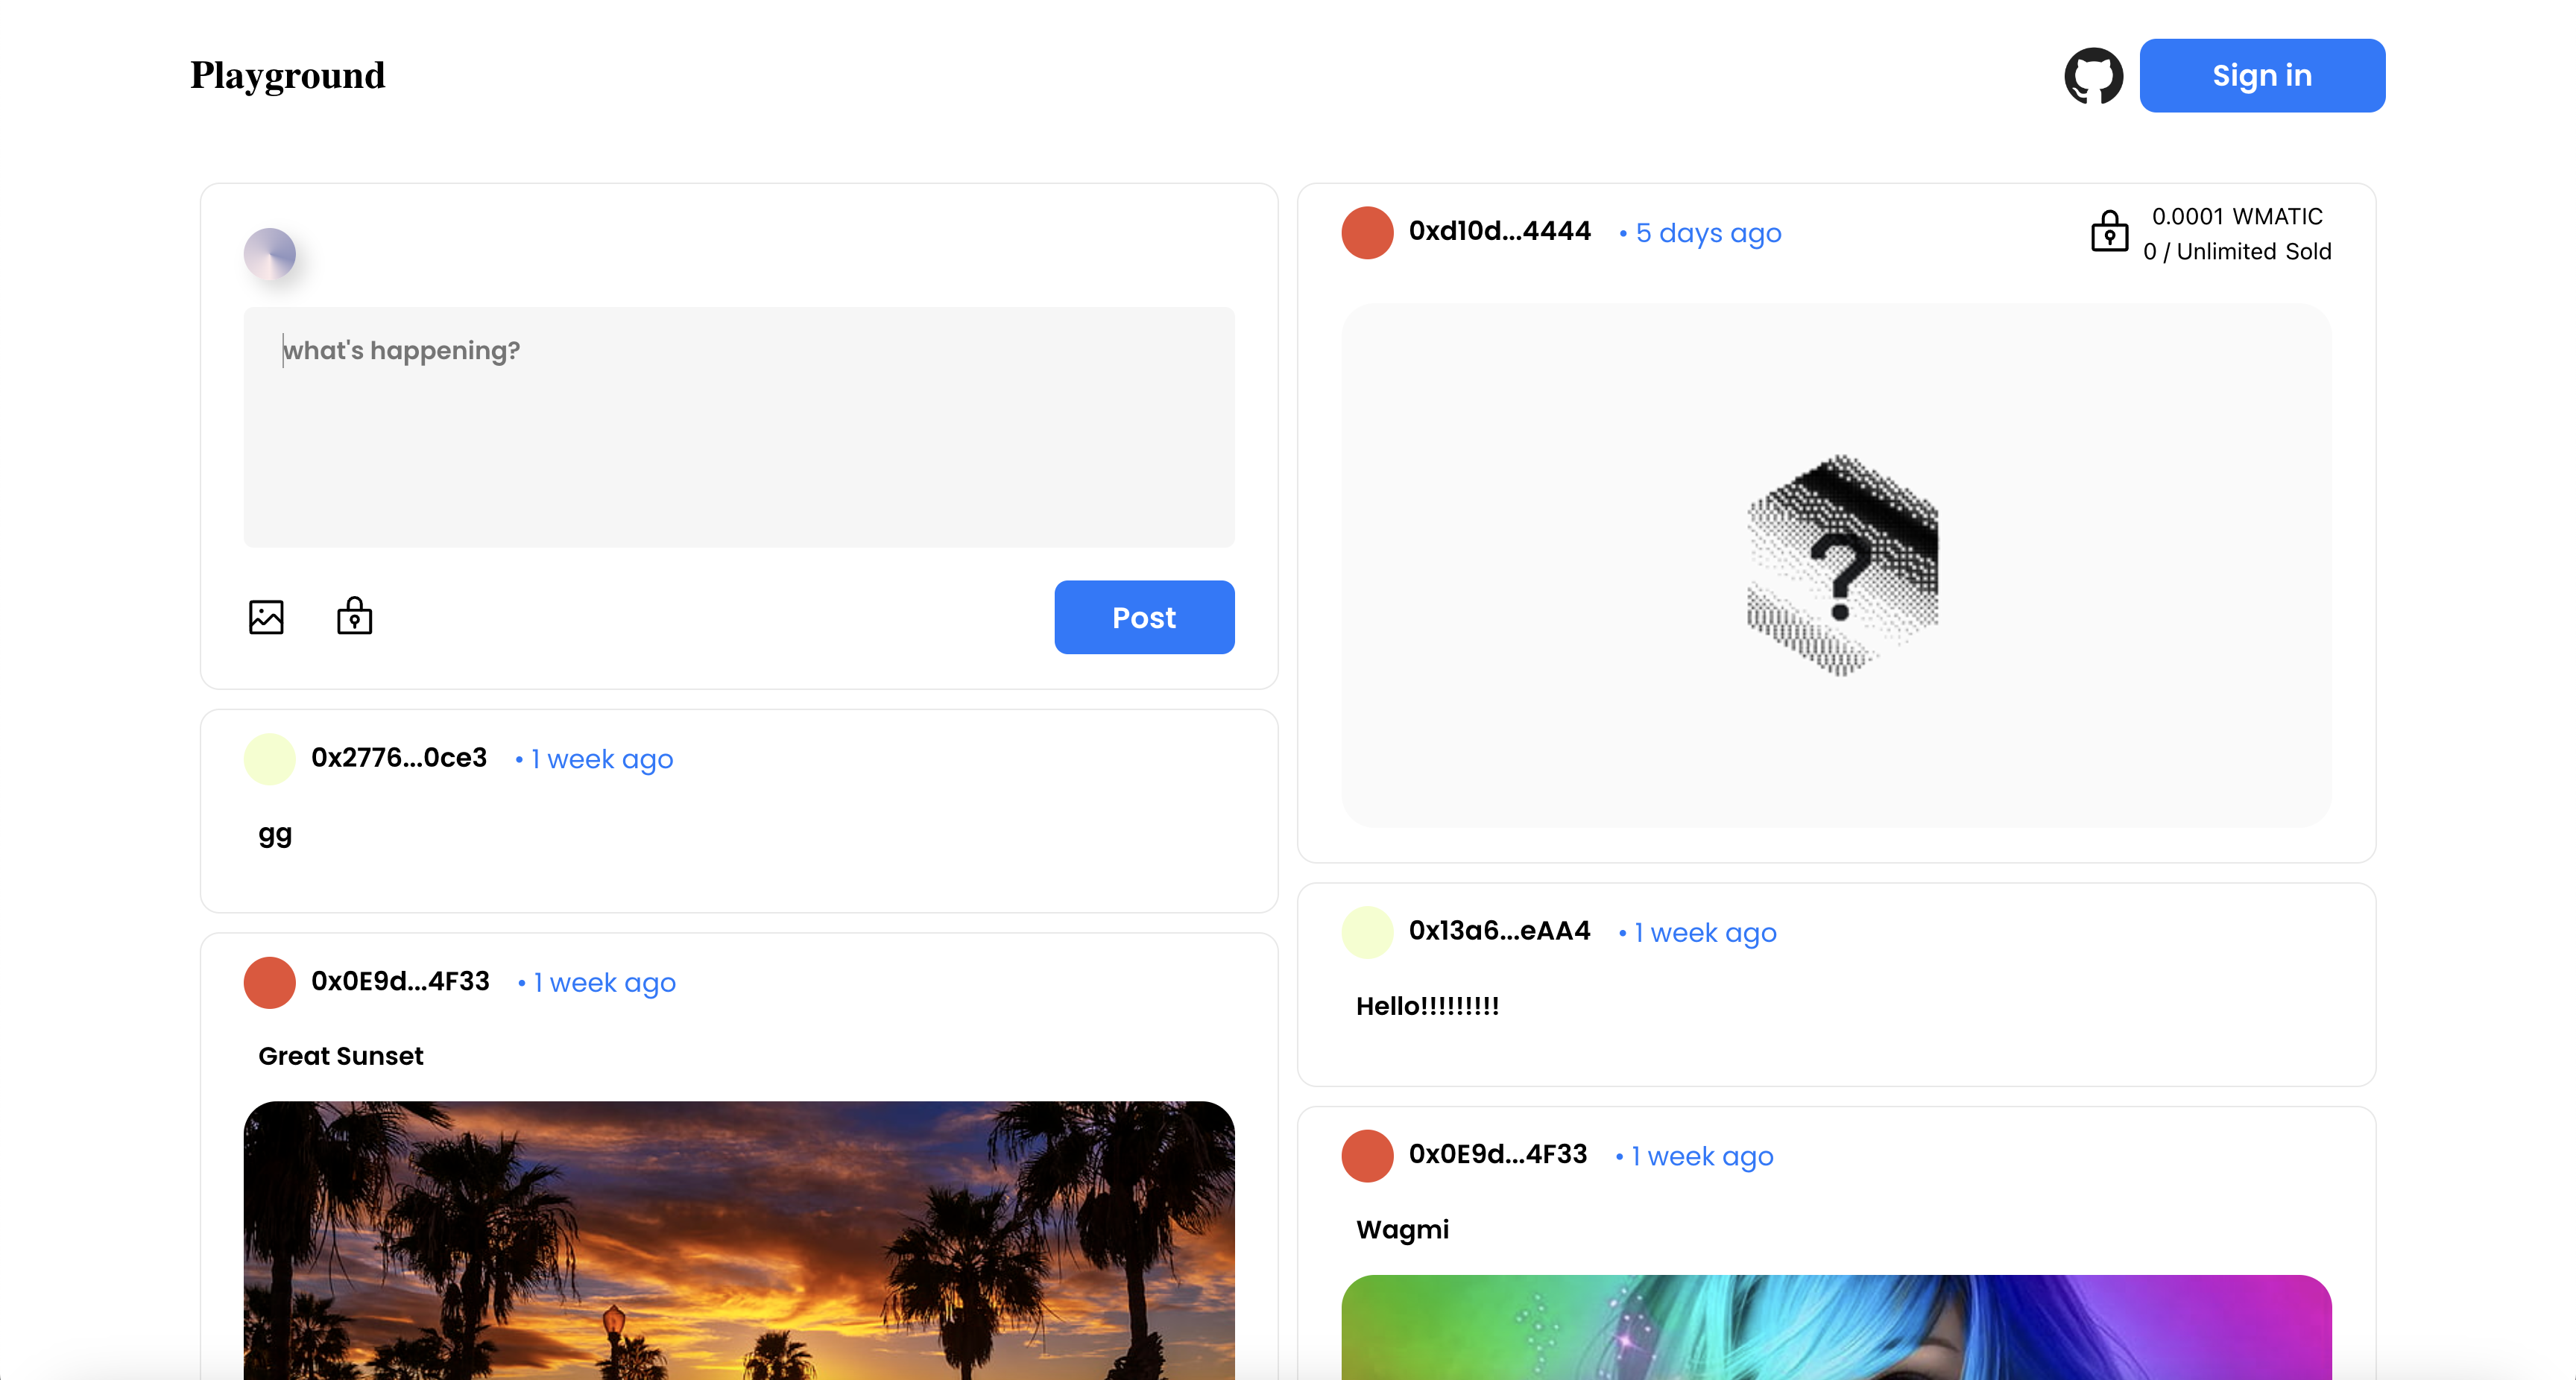 Playground
Sign in
what's happening?
Post
0x2776...0ce3 • 1 week ago
gg
0x0E9d...4F33 • 1 week ago
Great Sunset
0xd10d...4444 • 5 days ago
0.0001 WMATIC
0 / Unlimited Sold
?
0x13a6...eAA4 • 1 week ago
Hello!!!!!!!!!
0x0E9d...4F33 • 1 week ago
Wagmi